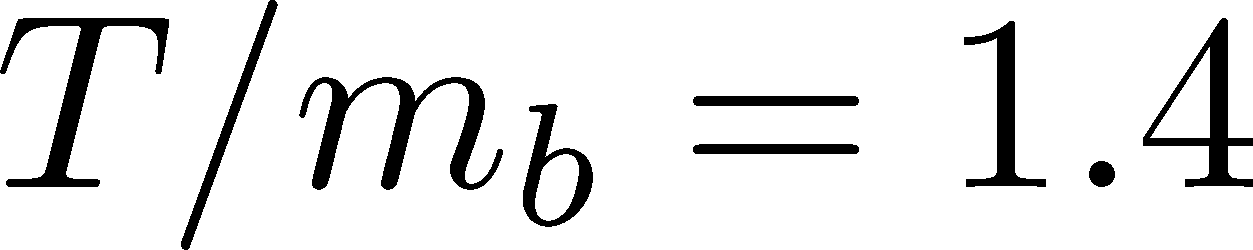 T/m_b = 1.4